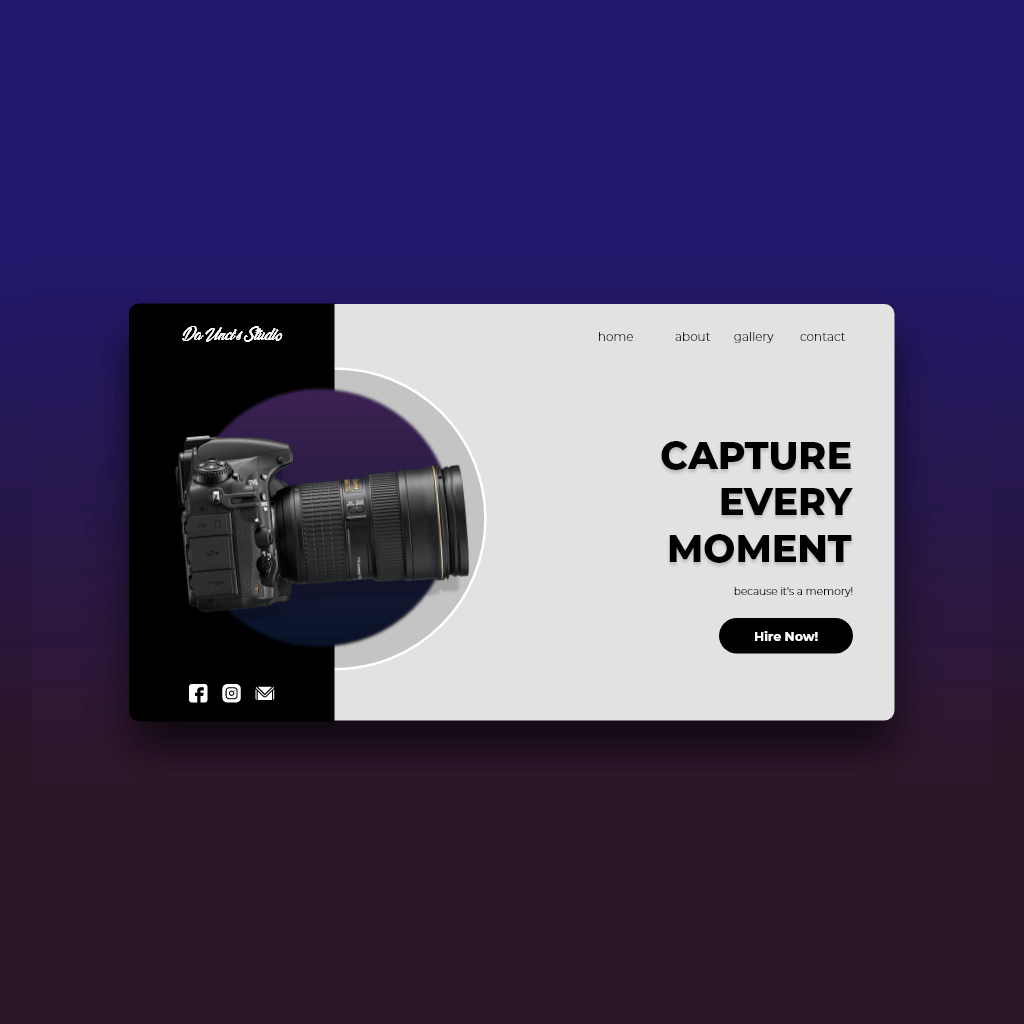 Da Vinci's Studio
home about gallery contact
CAPTURE
EVERY
MOMENT
because it's a memory!
Hire Now!